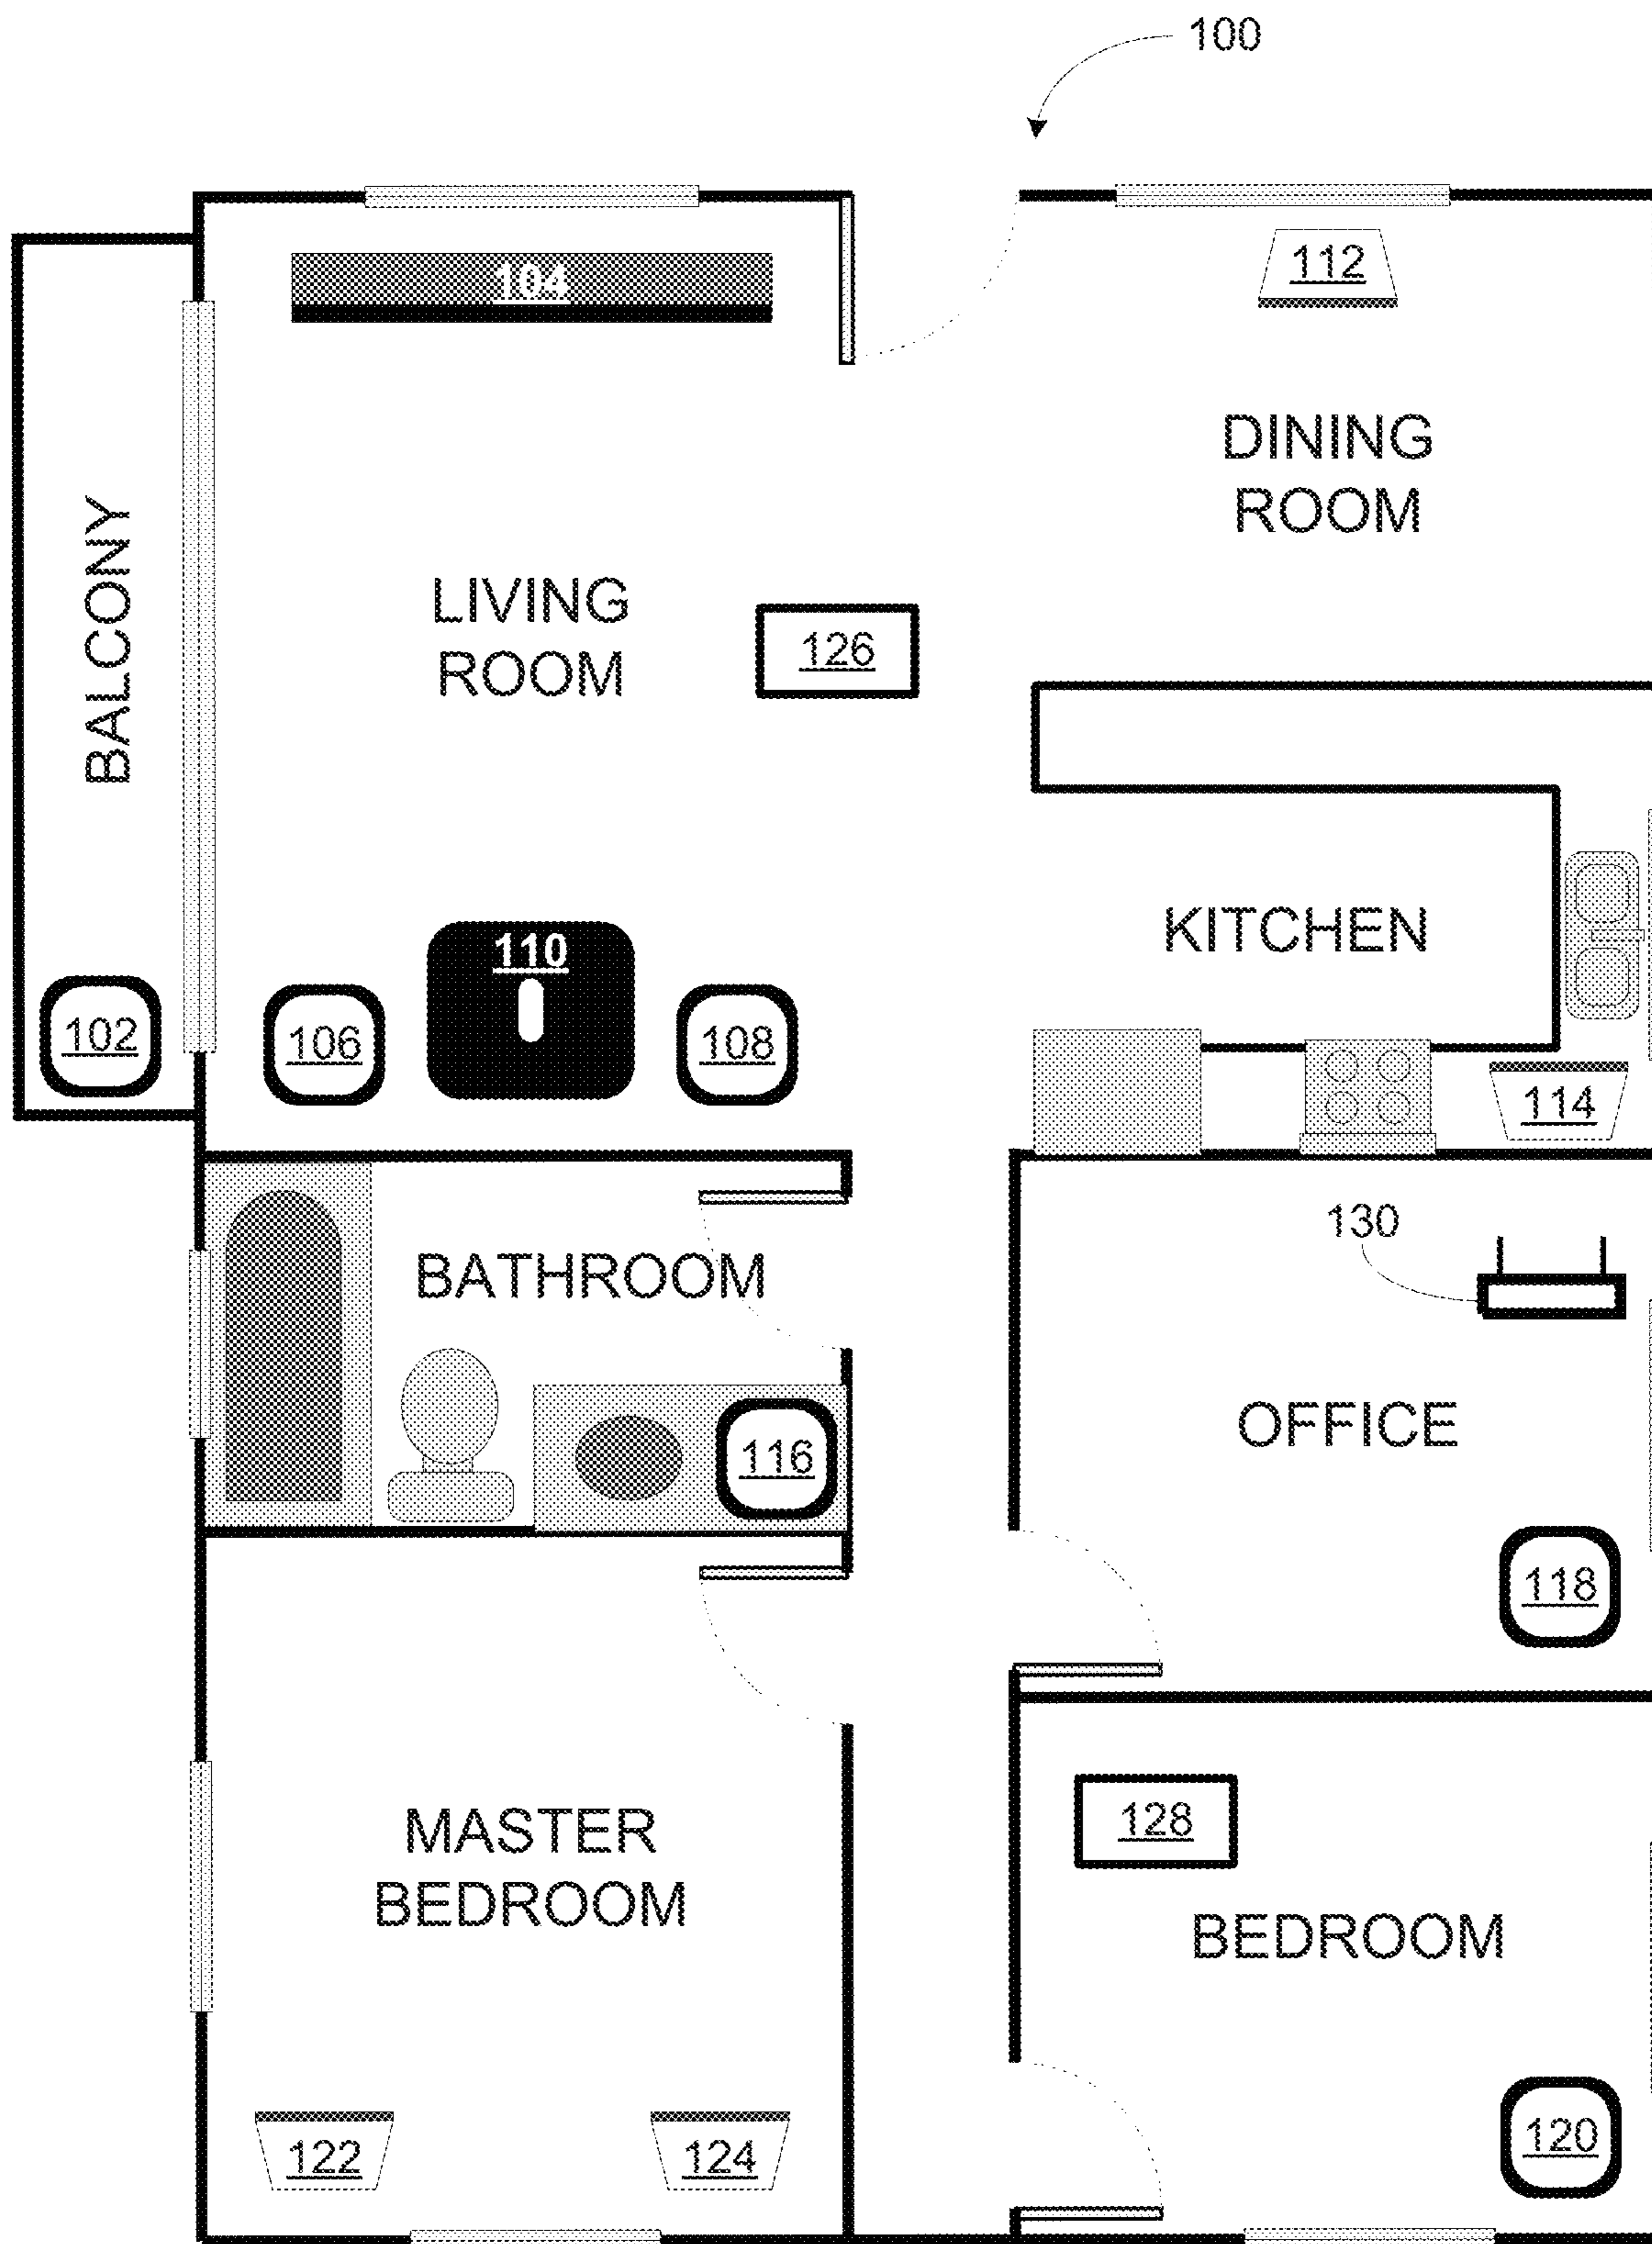 100
104
112
DINING
ROOM
BALCONY
LIVING
ROOM
126
KITCHEN
110
102
106
108
114
130
BATHROOM
OFFICE
116
118
128
MASTER
BEDROOM
BEDROOM
120
122
124